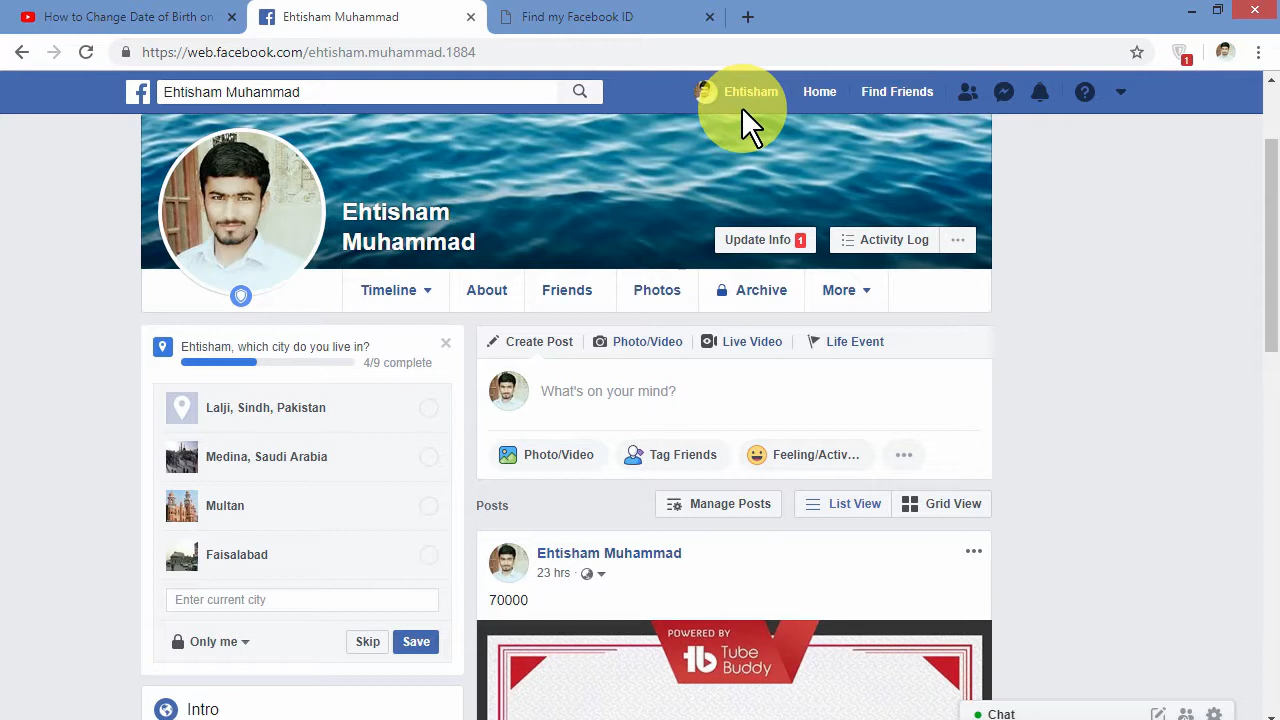 How to Change Date of Birth on
Ehtisham Muhammad
Find my Facebook ID
https://web.facebook.com/ehtisham.muhammad.1884
1
Ehtisham Muhammad
Ehtisham
Home
Find Friends
Ehtisham
Muhammad
Update Info 1
Activity Log
Timeline
About
Friends
Photos
Archive
More
Ehtisham, which city do you live in?
4/9 complete
Lalji, Sindh, Pakistan
Medina, Saudi Arabia
Multan
Faisalabad
Enter current city
Only me
Skip
Save
Intro
Create Post
Photo/Video
Live Video
Life Event
What's on your mind?
Photo/Video
Tag Friends
Feeling/Activ...
Posts
Manage Posts
List View
Grid View
Ehtisham Muhammad
23 hrs
70000
POWERED BY
tb Tube
Buddy
Chat